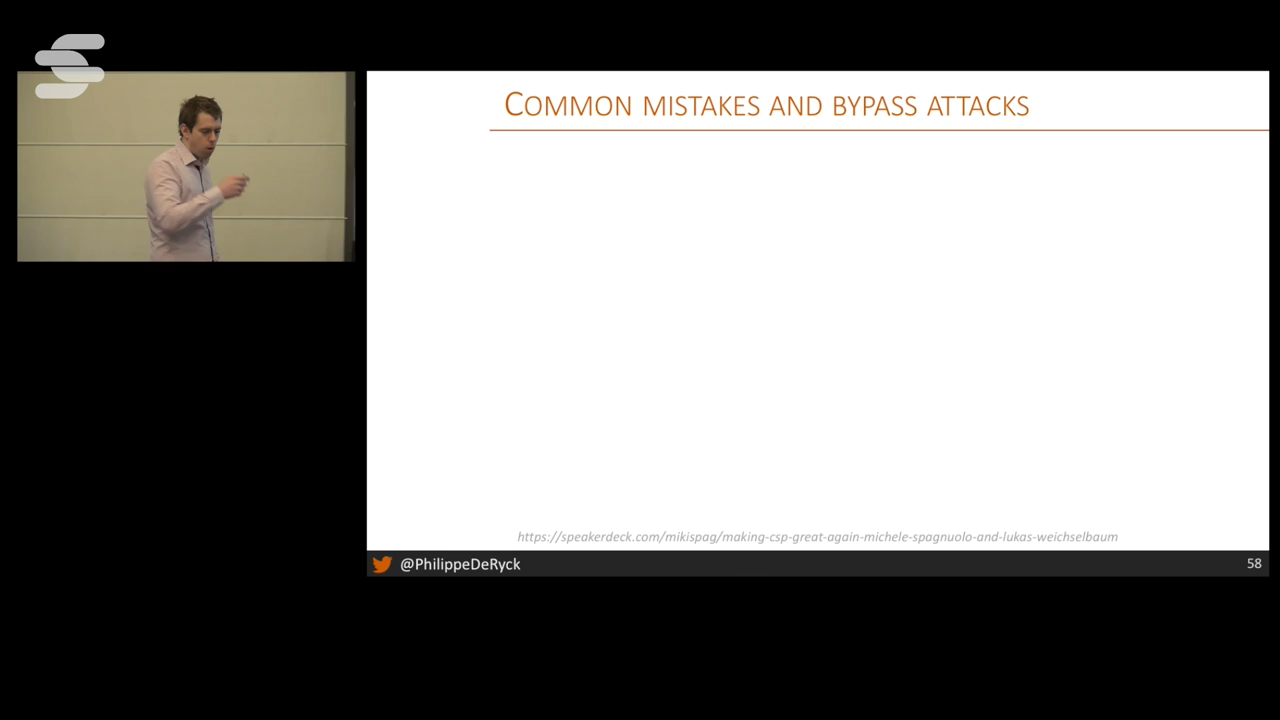 COMMON MISTAKES AND BYPASS ATTACKS
https://speakerdeck.com/mikispag/making-csp-great-again-michele-spagnuolo-and-lukas-weichselbaum
@PhilippeDeRyck
58